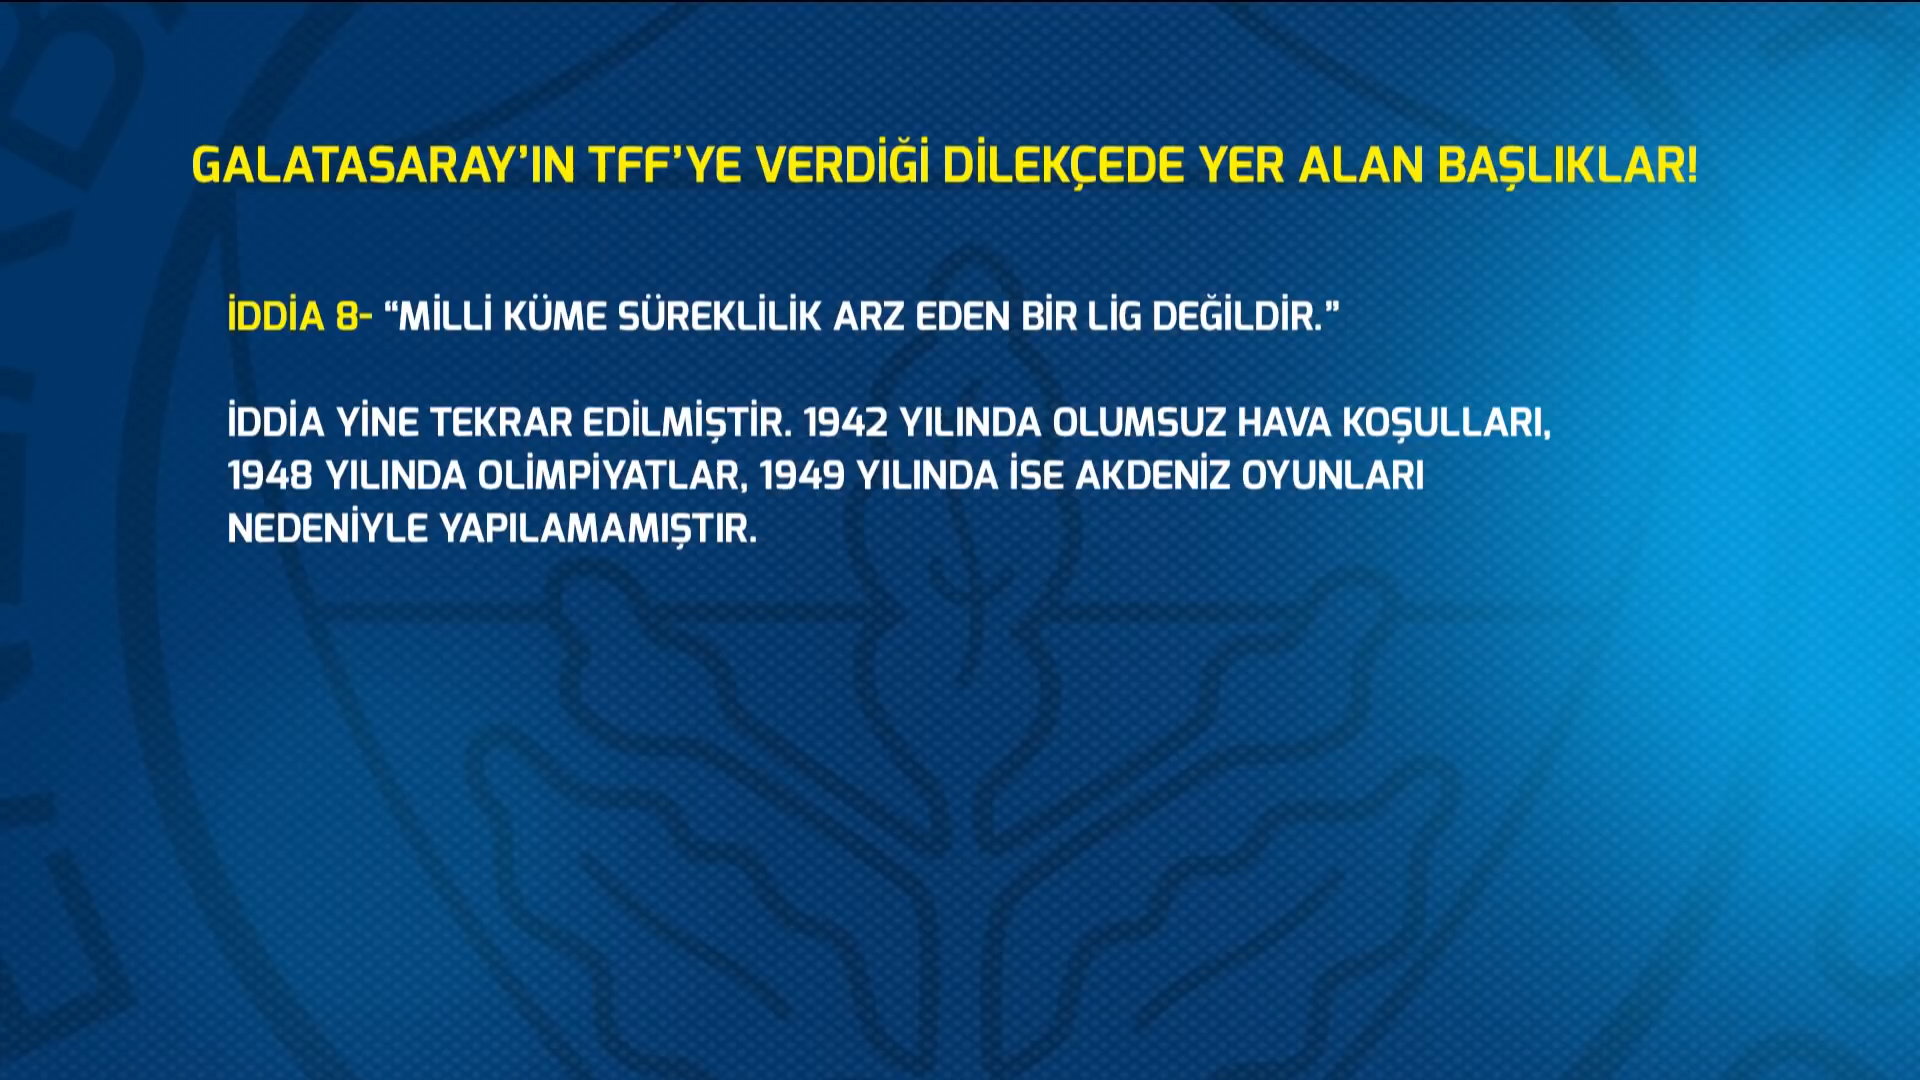 GALATASARAY’IN TFF’YE VERDİĞİ DİLEKÇEDE YER ALAN BAŞLIKLAR!
İDDİA 8- “MİLLİ KÜME SÜREKLİLİK ARZ EDEN BİR LİG DEĞİLDİR.”
İDDİA YİNE TEKRAR EDİLMİŞTİR. 1942 YILINDA OLUMSUZ HAVA KOŞULLARI,
1948 YILINDA OLİMPİYATLAR, 1949 YILINDA İSE AKDENİZ OYUNLARI
NEDENİYLE YAPILAMAMIŞTIR.